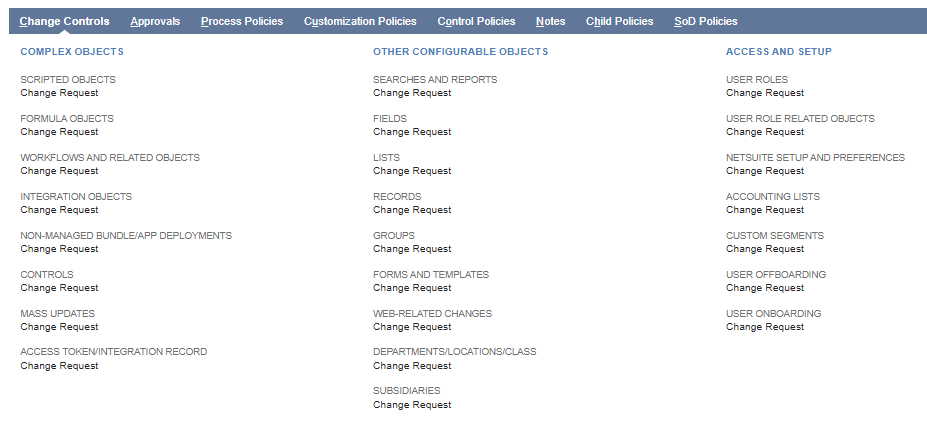 Change Controls Approvals Process Policies Customization Policies Control Policies Notes Child Policies SoD Policies
COMPLEX OBJECTS
SCRIPTED OBJECTS
Change Request
FORMULA OBJECTS
Change Request
WORKFLOWS AND RELATED OBJECTS
Change Request
INTEGRATION OBJECTS
Change Request
NON-MANAGED BUNDLE/APP DEPLOYMENTS
Change Request
CONTROLS
Change Request
MASS UPDATES
Change Request
ACCESS TOKEN/INTEGRATION RECORD
Change Request
OTHER CONFIGURABLE OBJECTS
SEARCHES AND REPORTS
Change Request
FIELDS
Change Request
LISTS
Change Request
RECORDS
Change Request
GROUPS
Change Request
FORMS AND TEMPLATES
Change Request
WEB-RELATED CHANGES
Change Request
DEPARTMENTS/LOCATIONS/CLASS
Change Request
SUBSIDIARIES
Change Request
ACCESS AND SETUP
USER ROLES
Change Request
USER ROLE RELATED OBJECTS
Change Request
NETSUITE SETUP AND PREFERENCES
Change Request
ACCOUNTING LISTS
Change Request
CUSTOM SEGMENTS
Change Request
USER OFFBOARDING
Change Request
USER ONBOARDING
Change Request